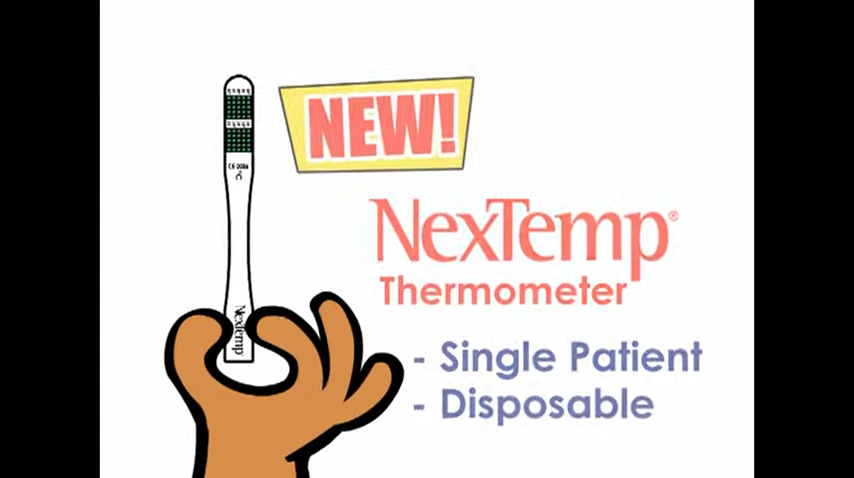 NEW!
NexTemp®
Thermometer
- Single Patient
- Disposable
°C
NexTemp